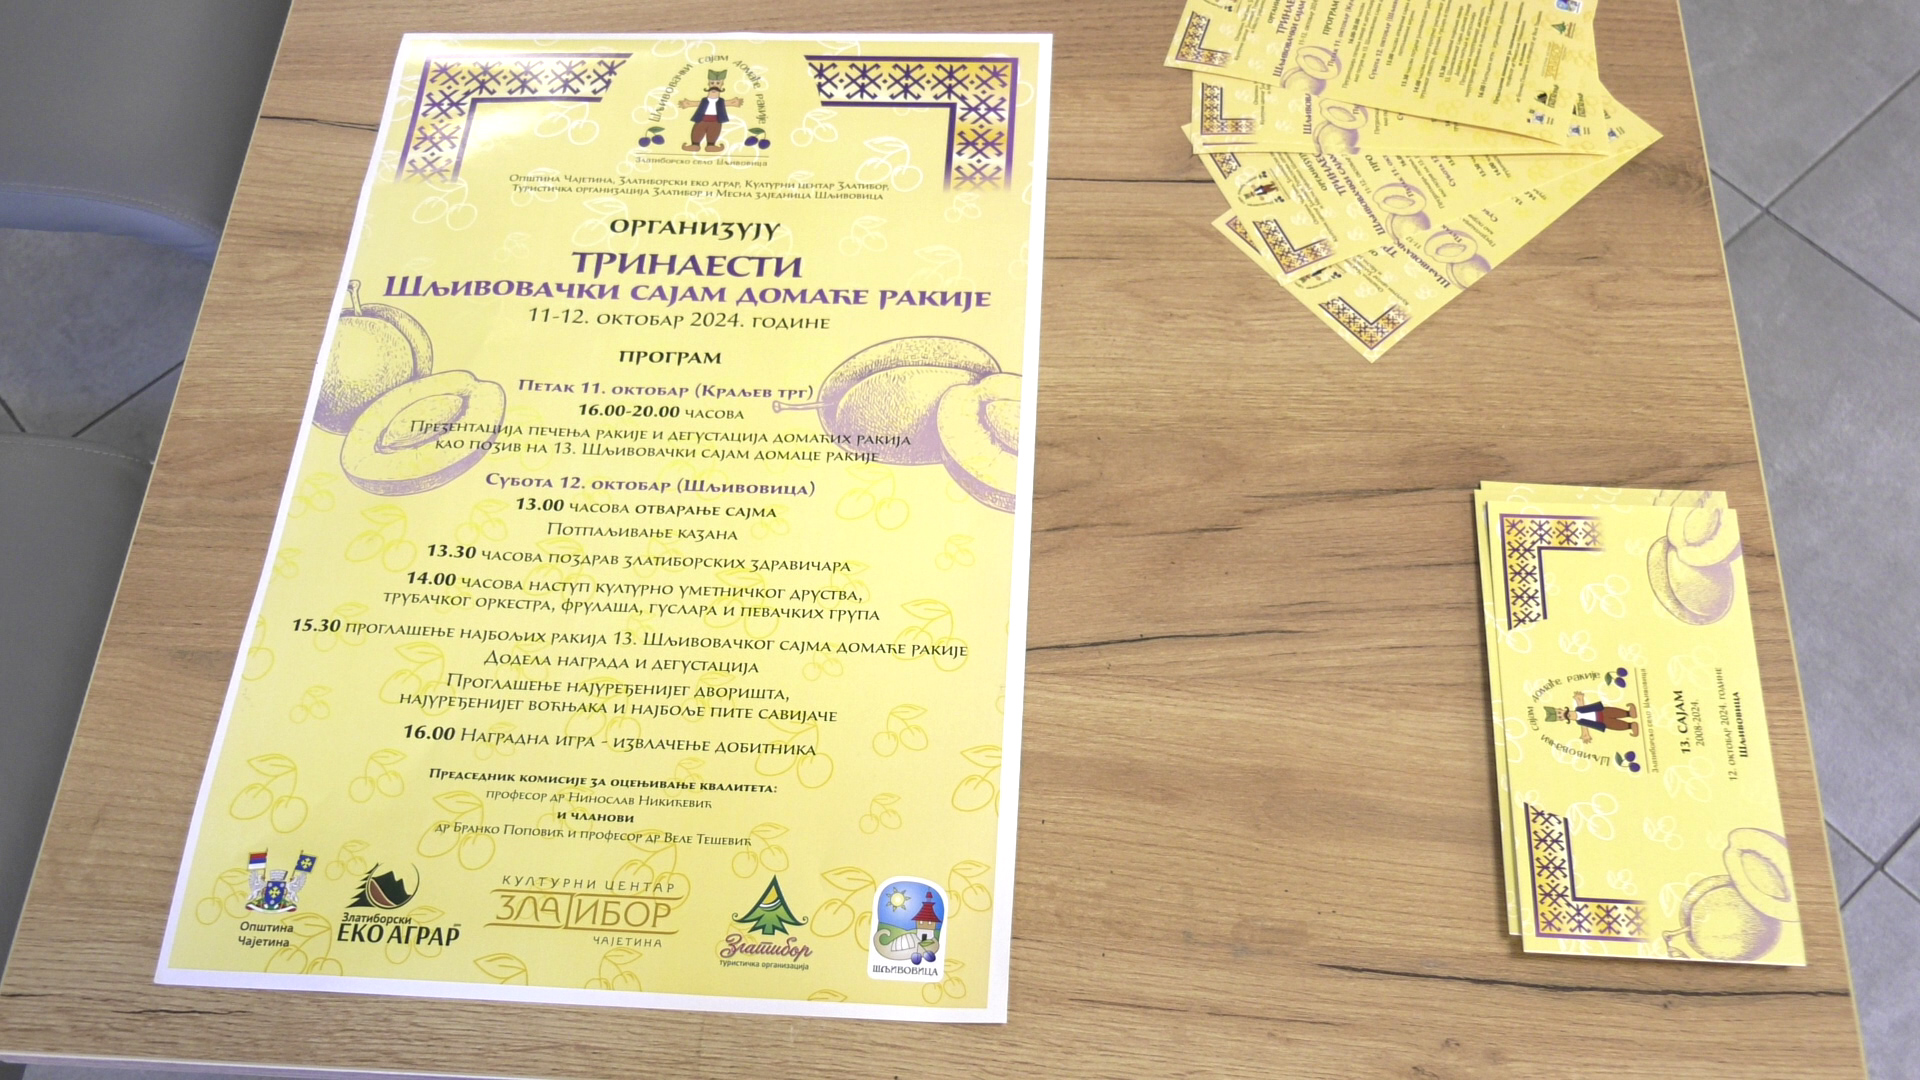 Шљивовачки сајам домаће ракије
Златиборско село Шљивовица
Општина Чајетина, Златиборски еко аграр, Културни центар Златибор,
Туристичка организација Златибор и Месна заједница Шљивовица
ОРГАНИЗУЈУ
ТРИНАЕСТИ
Шљивовачки сајам домаће ракије
11-12. октобар 2024. године
ПРОГРАМ
Петак 11. октобар (Краљев трг)
16.00-20.00 часова
Презентација печења ракије и дегустација домаћих ракија
као позив на 13. Шљивовачки сајам домаце ракије
Субота 12. октобар (Шљивовица)
13.00 часова отварање сајма
Потпаљивање казана
13.30 часова поздрав златиборских здравичара
14.00 часова наступ културно уметничког друства,
трубачког оркестра, фрулаша, гуслара и певачких група
15.30 проглашење најбољих ракија 13. Шљивовачког сајма домаће ракије
Додела награда и дегустација
Проглашење најуређенијег дворишта,
најуређенијег воћњака и најбоље пите савијаче
16.00 Наградна игра - извлачење добитника
Председник комисије за оцењивање квалитета:
професор др Нинослав Никићевић
и чланови
др Бранко Поповић и професор др Веле Тешевић
Општина
Чајетина
Златиборски
ЕКО АГРАР
КУЛТУРНИ ЦЕНТАР
ЗЛАТИБОР
ЧАЈЕТИНА
Златибор
туристичка организација
ШЉИВОВИЦА
Шљивовачки сајам домаће ракије
Златиборско село Шљивовица
13. САЈАМ
2008-2024.
12. октобар 2024. године
Шљивовица